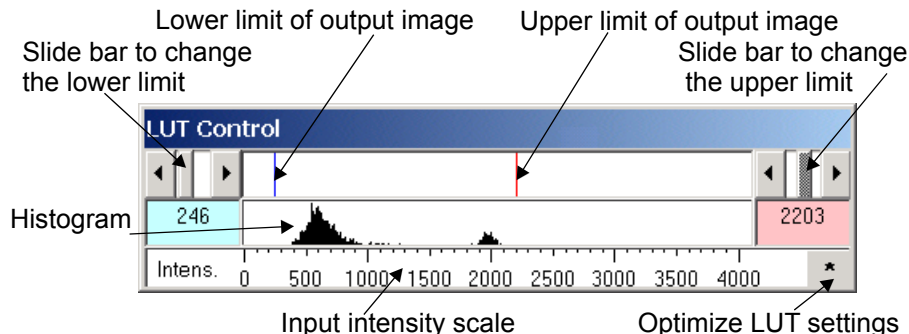 Lower limit of output image
Upper limit of output image
Slide bar to change
the lower limit
Slide bar to change
the upper limit
LUT Control
246
2203
Histogram
Intens.
0 500 1000 1500 2000 2500 3000 3500 4000
*
Input intensity scale
Optimize LUT settings